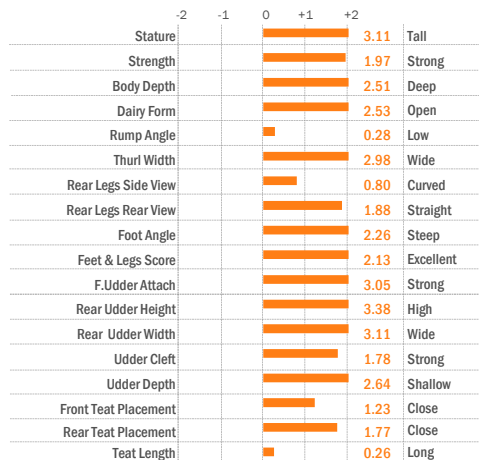 -2 -1 0 +1 +2
Stature 3.11 Tall
Strength 1.97 Strong
Body Depth 2.51 Deep
Dairy Form 2.53 Open
Rump Angle 0.28 Low
Thurl Width 2.98 Wide
Rear Legs Side View 0.80 Curved
Rear Legs Rear View 1.88 Straight
Foot Angle 2.26 Steep
Feet & Legs Score 2.13 Excellent
F.Udder Attach 3.05 Strong
Rear Udder Height 3.38 High
Rear Udder Width 3.11 Wide
Udder Cleft 1.78 Strong
Udder Depth 2.64 Shallow
Front Teat Placement 1.23 Close
Rear Teat Placement 1.77 Close
Teat Length 0.26 Long